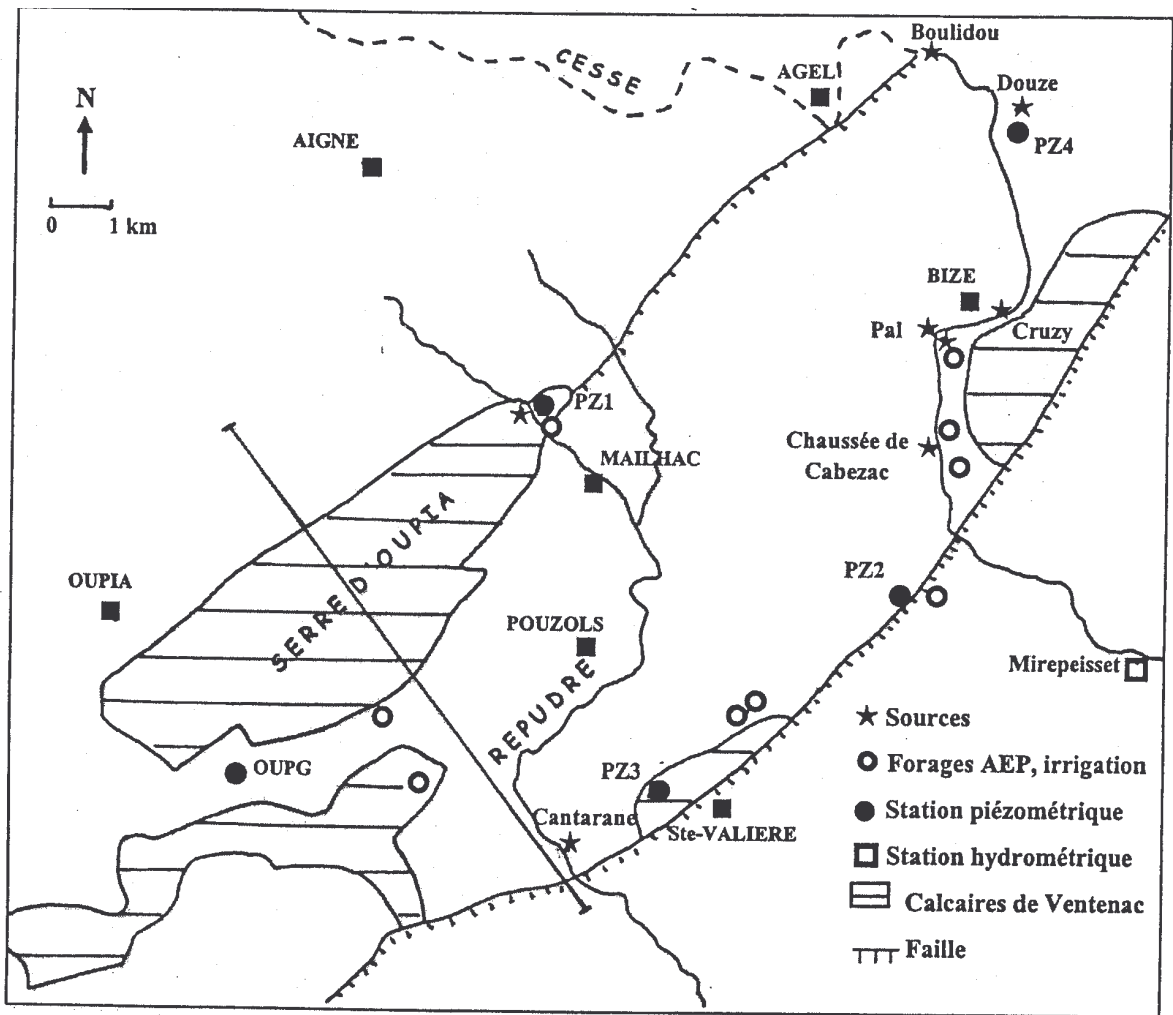 Boulidou
CESSE
AGEL
Douze
N
PZ4
AIGNE
0 1 km
BIZE
Pal
Cruzy
PZ1
Chaussée de
Cabezac
MAILHAC
SERRE D'OUPIA
OUPIA
PZ2
POUZOLS
REPUDRE
Mirepeisset
Sources
OUPG
PZ3
Forages AEP, irrigation
Cantarane
Ste-VALIERE
Station piézométrique
Station hydrométrique
Calcaires de Ventenac
Faille